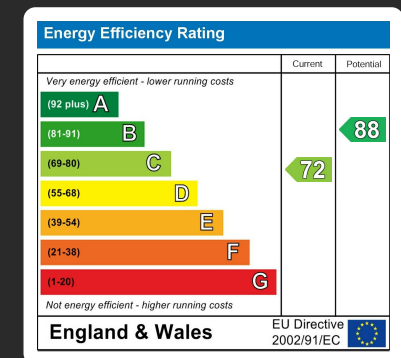 Energy Efficiency Rating
Current Potential
Very energy efficient - lower running costs
(92 plus) A
(81-91) B
88
(69-80) C
72
(55-68) D
(39-54) E
(21-38) F
(1-20) G
Not energy efficient - higher running costs
England & Wales
EU Directive
2002/91/EC